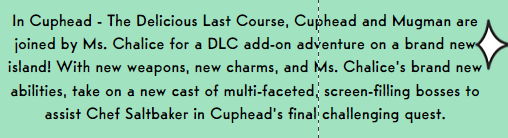 In Cuphead - The Delicious Last Course, Cuphead and Mugman are
joined by Ms. Chalice for a DLC add-on adventure on a brand new
island! With new weapons, new charms, and Ms. Chalice's brand new
abilities, take on a new cast of multi-faceted, screen-filling bosses to
assist Chef Saltbaker in Cuphead's final challenging quest.